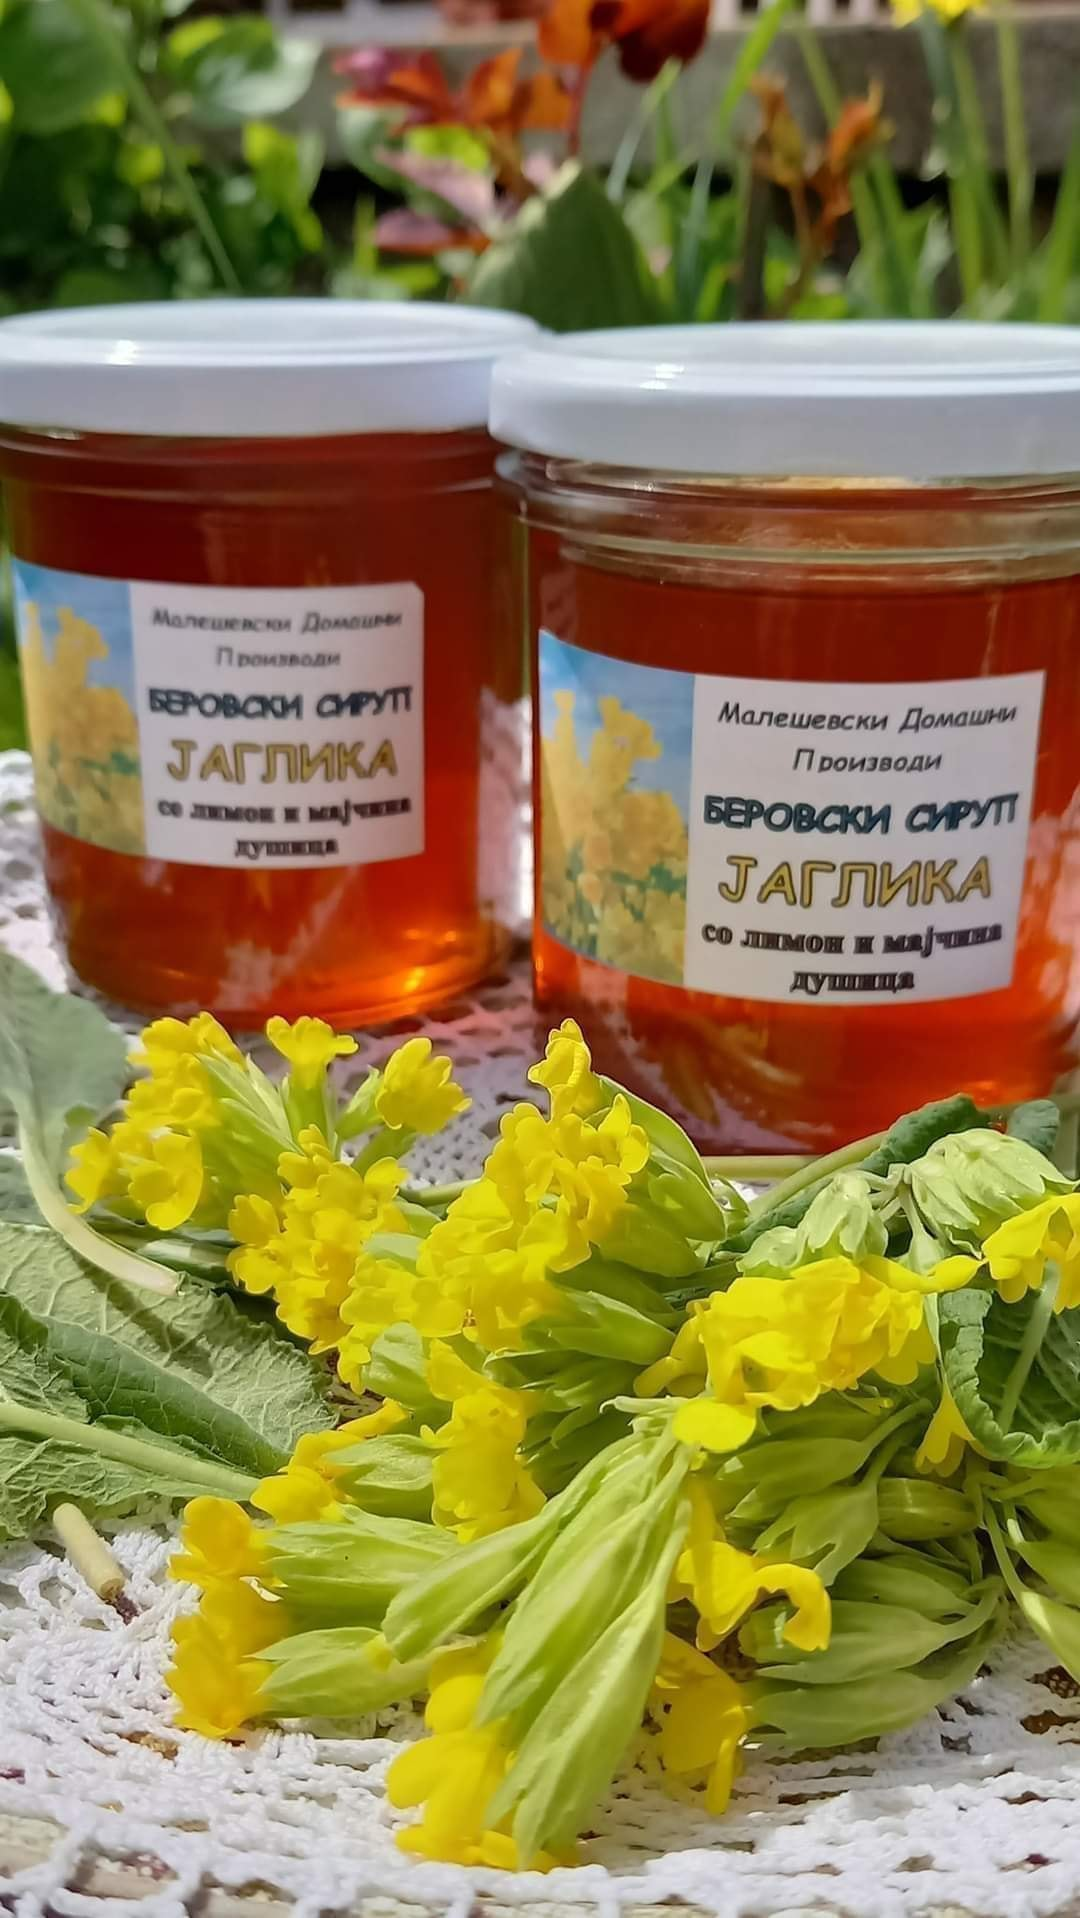 Малешевски Домашни
Производи
БЕРОВСКИ СИРУП
ЈАГЛИКА
со лимон и мајчина
душица
Малешевски Домашни
Производи
БЕРОВСКИ СИРУП
ЈАГЛИКА
со лимон и мајчина
душица